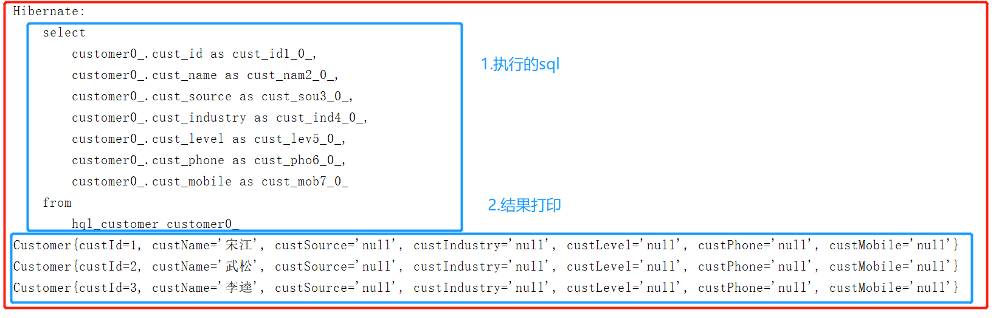 Hibernate:
select
customer0_.cust_id as cust_id1_0_,
1.执行的sql
customer0_.cust_name as cust_nam2_0_,
customer0_.cust_source as cust_sou3_0_,
customer0_.cust_industry as cust_ind4_0_,
customer0_.cust_level as cust_lev5_0_,
customer0_.cust_phone as cust_pho6_0_,
customer0_.cust_mobile as cust_mob7_0_
from
2.结果打印
hql_customer customer0_
Customer{custId=1, custName='宋江', custSource='null', custIndustry='null', custLevel='null', custPhone='null', custMobile='null'}
Customer{custId=2, custName='武松', custSource='null', custIndustry='null', custLevel='null', custPhone='null', custMobile='null'}
Customer{custId=3, custName='李逵', custSource='null', custIndustry='null', custLevel='null', custPhone='null', custMobile='null'}